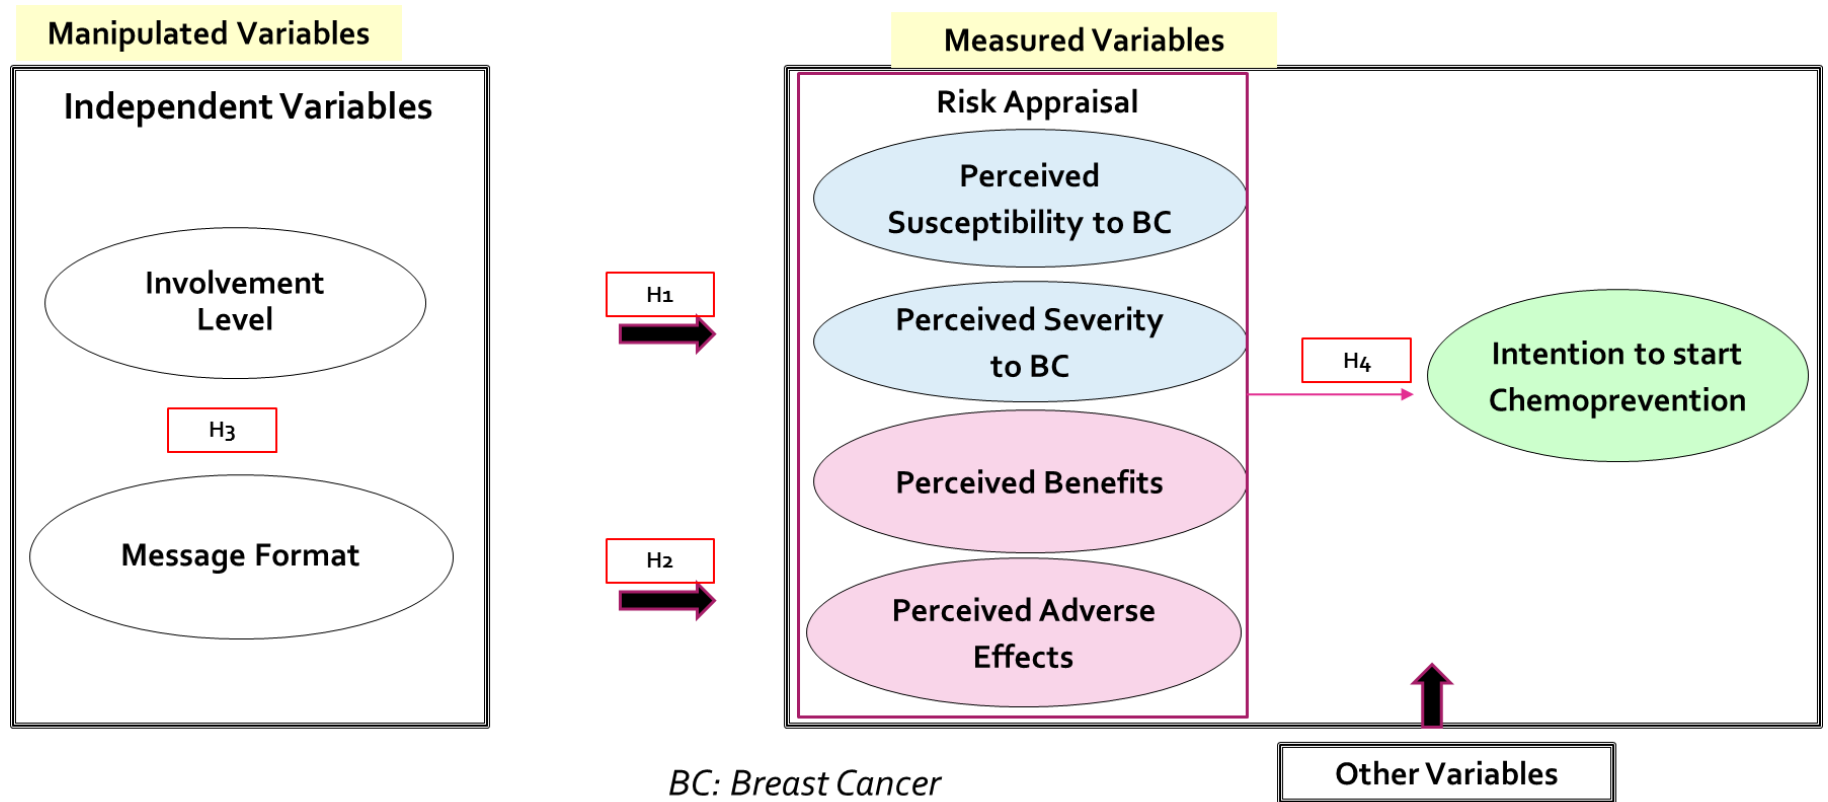 Manipulated Variables
Independent Variables
Involvement
Level
H3
Message Format
H1
H2
Measured Variables
Risk Appraisal
Perceived
Susceptibility to BC
Perceived Severity
to BC
Perceived Benefits
Perceived Adverse
Effects
H4
Intention to start
Chemoprevention
Other Variables
BC: Breast Cancer